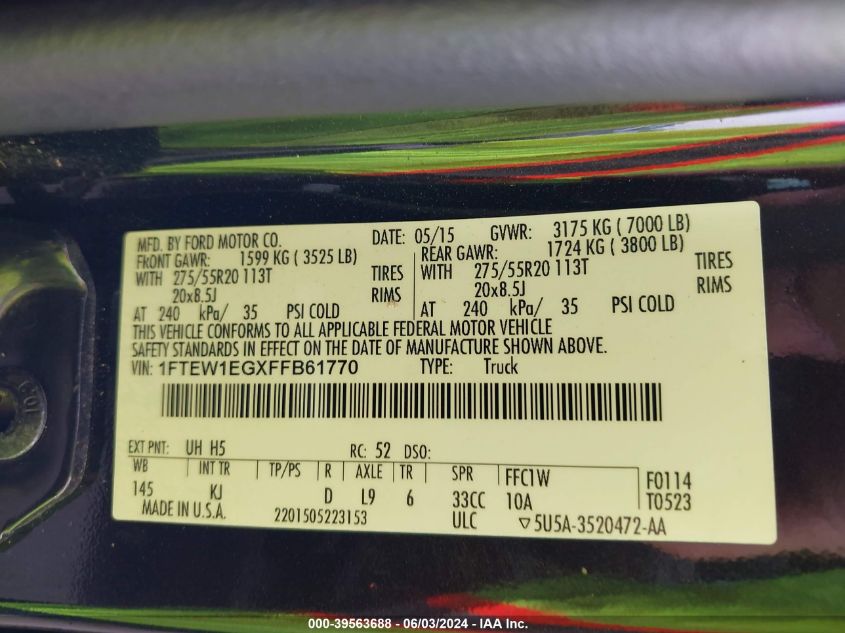 MFD. BY FORD MOTOR CO. DATE: 05/15 GVWR: 3175 KG ( 7000 LB)
FRONT GAWR: 1599 KG ( 3525 LB) REAR GAWR: 1724 KG ( 3800 LB)
WITH 275/55R20 113T TIRES WITH 275/55R20 113T TIRES
20x8.5J RIMS 20x8.5J RIMS
AT 240 kPa/ 35 PSI COLD AT 240 kPa/ 35 PSI COLD
THIS VEHICLE CONFORMS TO ALL APPLICABLE FEDERAL MOTOR VEHICLE
SAFETY STANDARDS IN EFFECT ON THE DATE OF MANUFACTURE SHOWN ABOVE.
VIN: 1FTEW1EGXFFB61770 TYPE: Truck
EXT PNT: UH H5 RC: 52 DSO:
WB INT TR TP/PS R AXLE TR SPR FFC1W F0114
145 KJ D L9 6 33CC 10A T0523
MADE IN U.S.A. 2201505223153 ULC ▽5U5A-3520472-AA
000-39563688 - 06/03/2024 - IAA Inc.